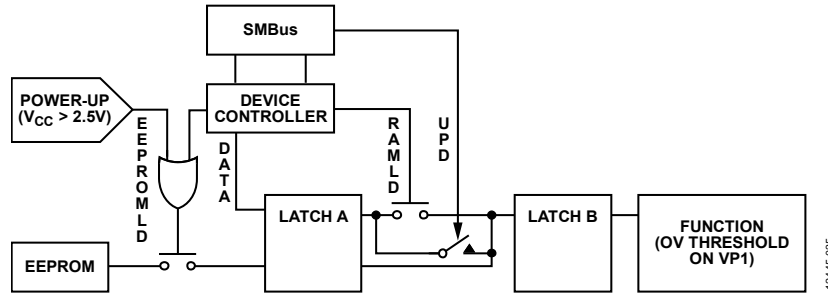 SMBus
POWER-UP
(VCC > 2.5V)
DEVICE
CONTROLLER
EEPROMLD
DATA
RAMLD
UPD
LATCH A
LATCH B
FUNCTION
(OV THRESHOLD
ON VP1)
EEPROM